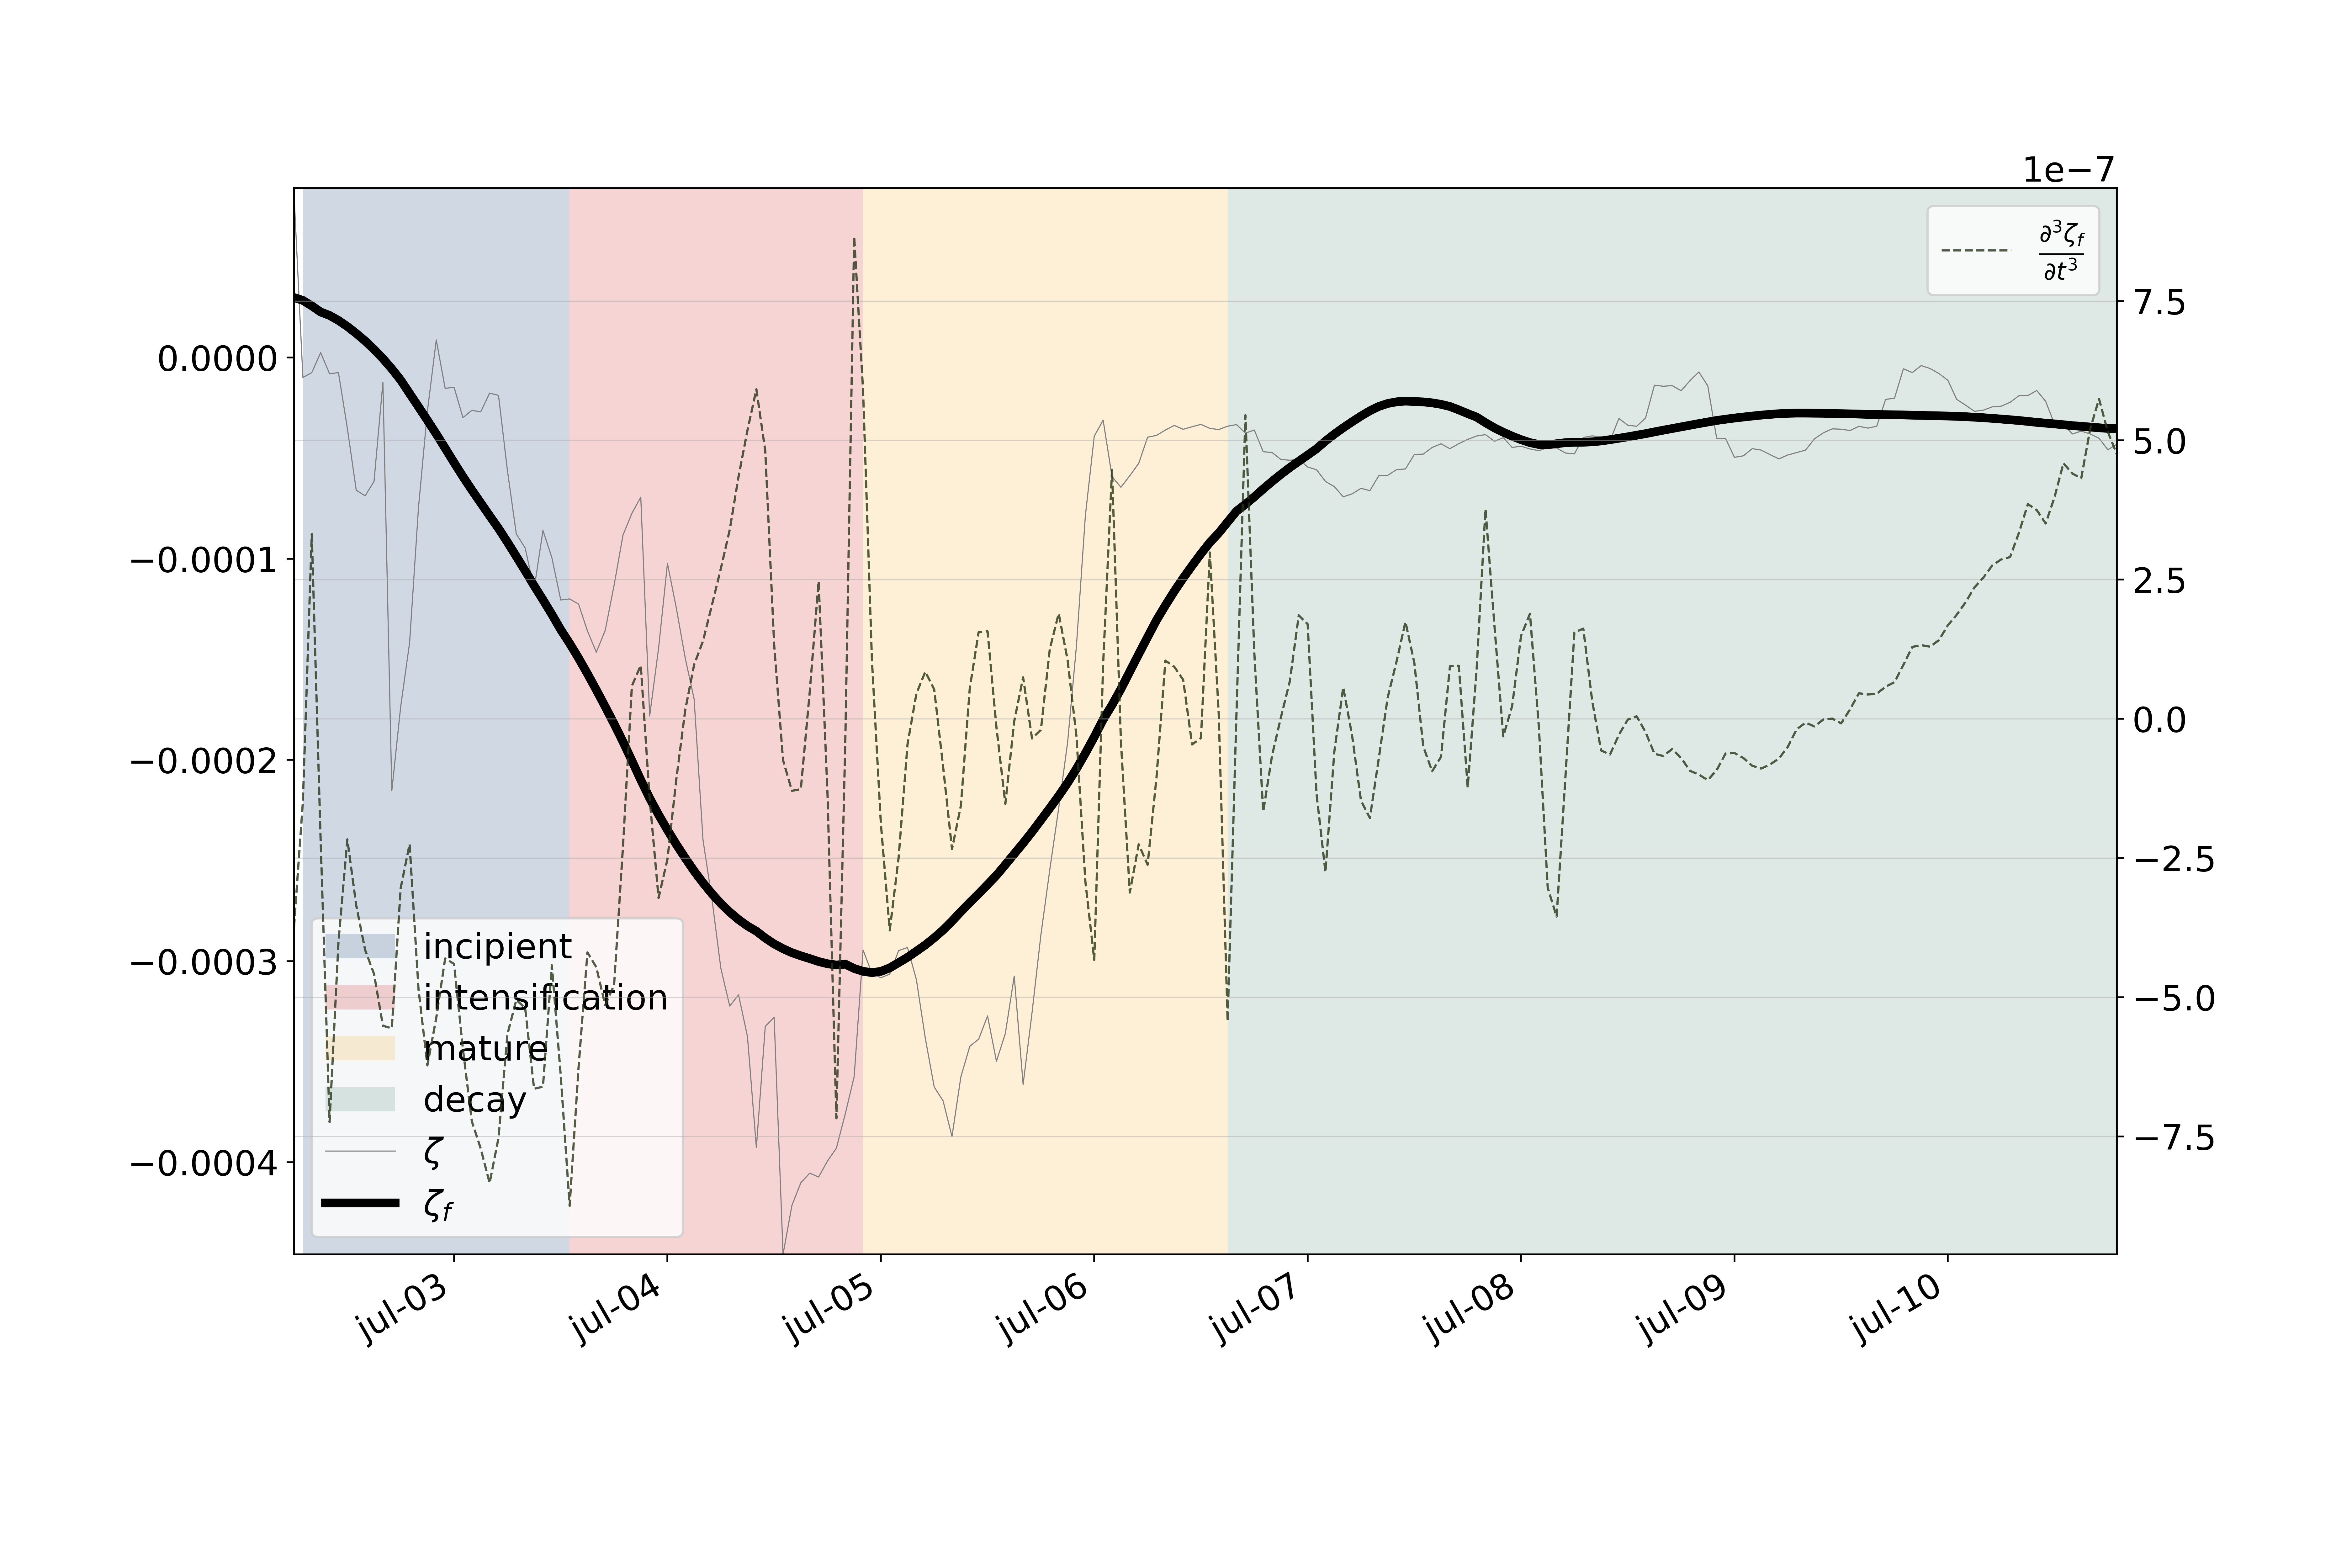 1e−7
∂³ζf
∂t³
0.0000
−0.0001
−0.0002
−0.0003
−0.0004
7.5
5.0
2.5
0.0
−2.5
−5.0
−7.5
incipient
intensification
mature
decay
ζ
ζf
jul-03
jul-04
jul-05
jul-06
jul-07
jul-08
jul-09
jul-10